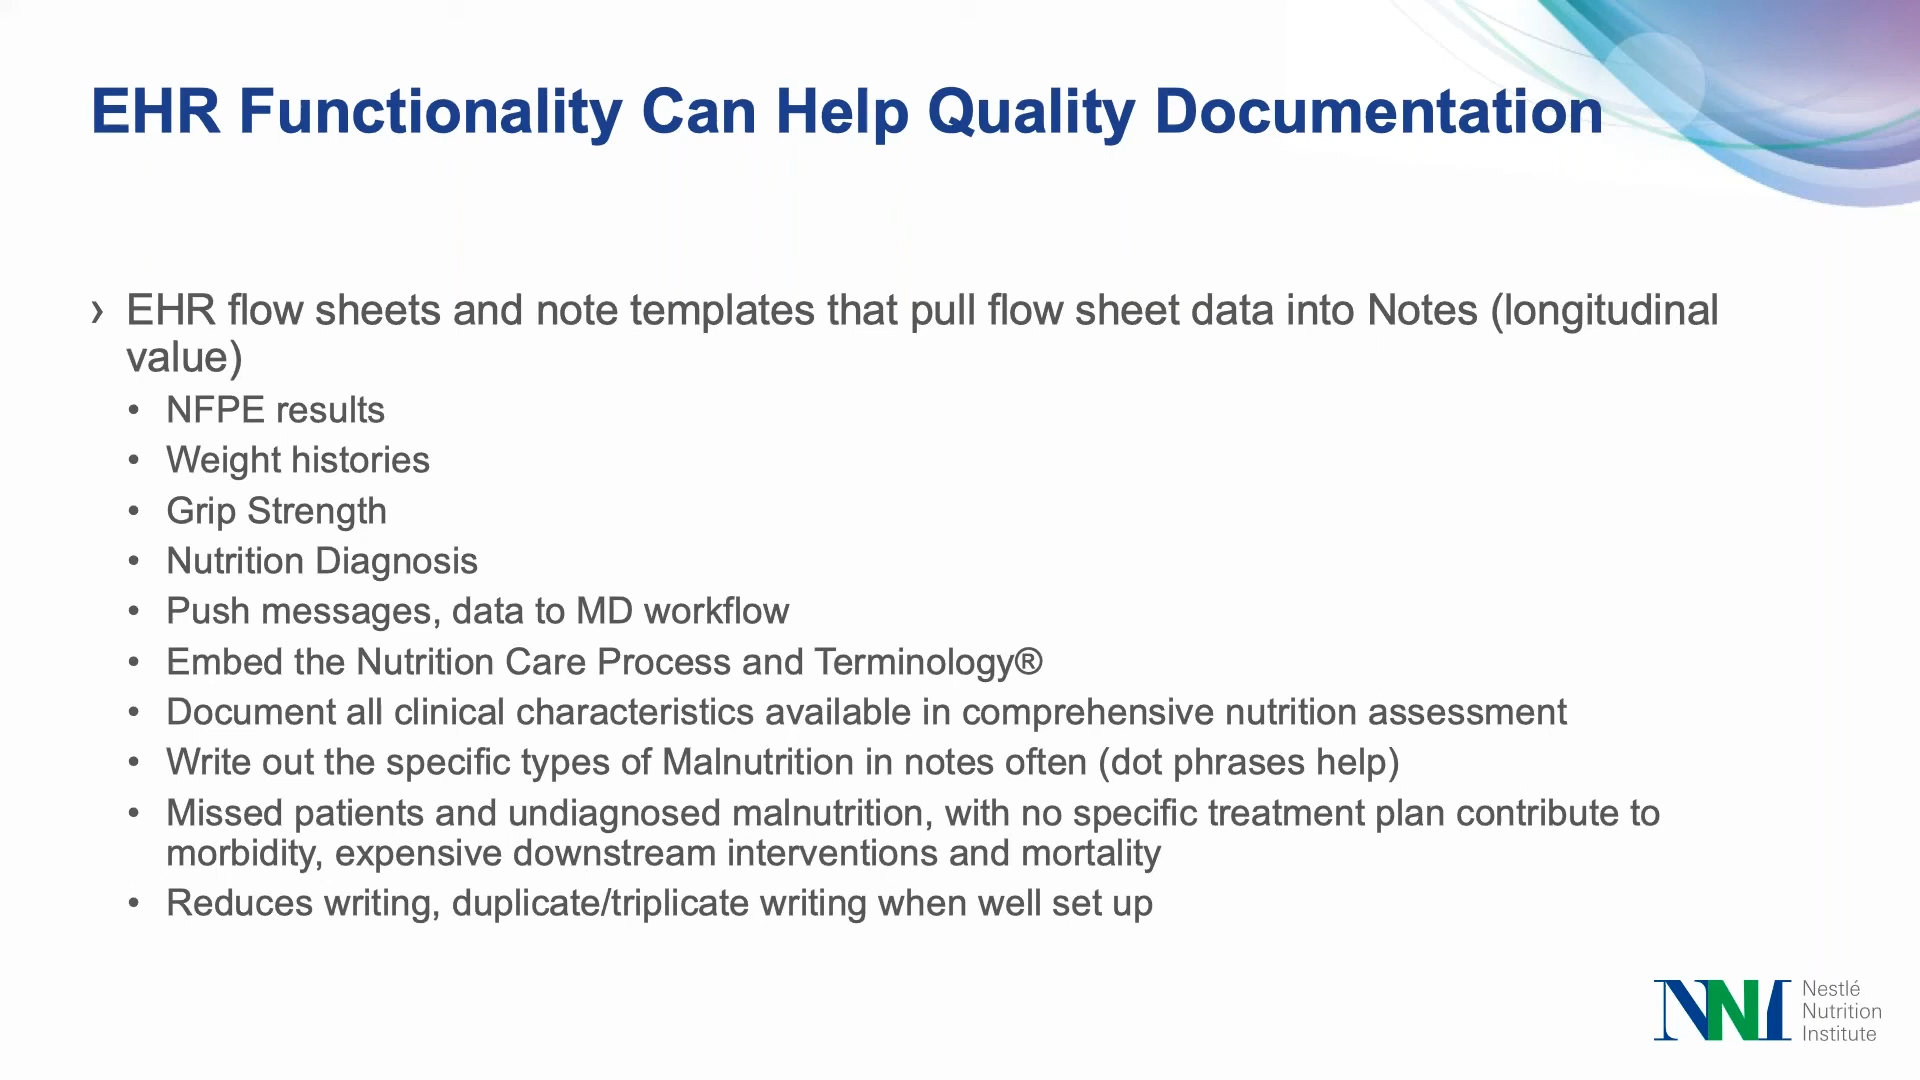 EHR Functionality Can Help Quality Documentation
› EHR flow sheets and note templates that pull flow sheet data into Notes (longitudinal
value)
• NFPE results
• Weight histories
• Grip Strength
• Nutrition Diagnosis
• Push messages, data to MD workflow
• Embed the Nutrition Care Process and Terminology®
• Document all clinical characteristics available in comprehensive nutrition assessment
• Write out the specific types of Malnutrition in notes often (dot phrases help)
• Missed patients and undiagnosed malnutrition, with no specific treatment plan contribute to
morbidity, expensive downstream interventions and mortality
• Reduces writing, duplicate/triplicate writing when well set up
NNI
Nestlé
Nutrition
Institute